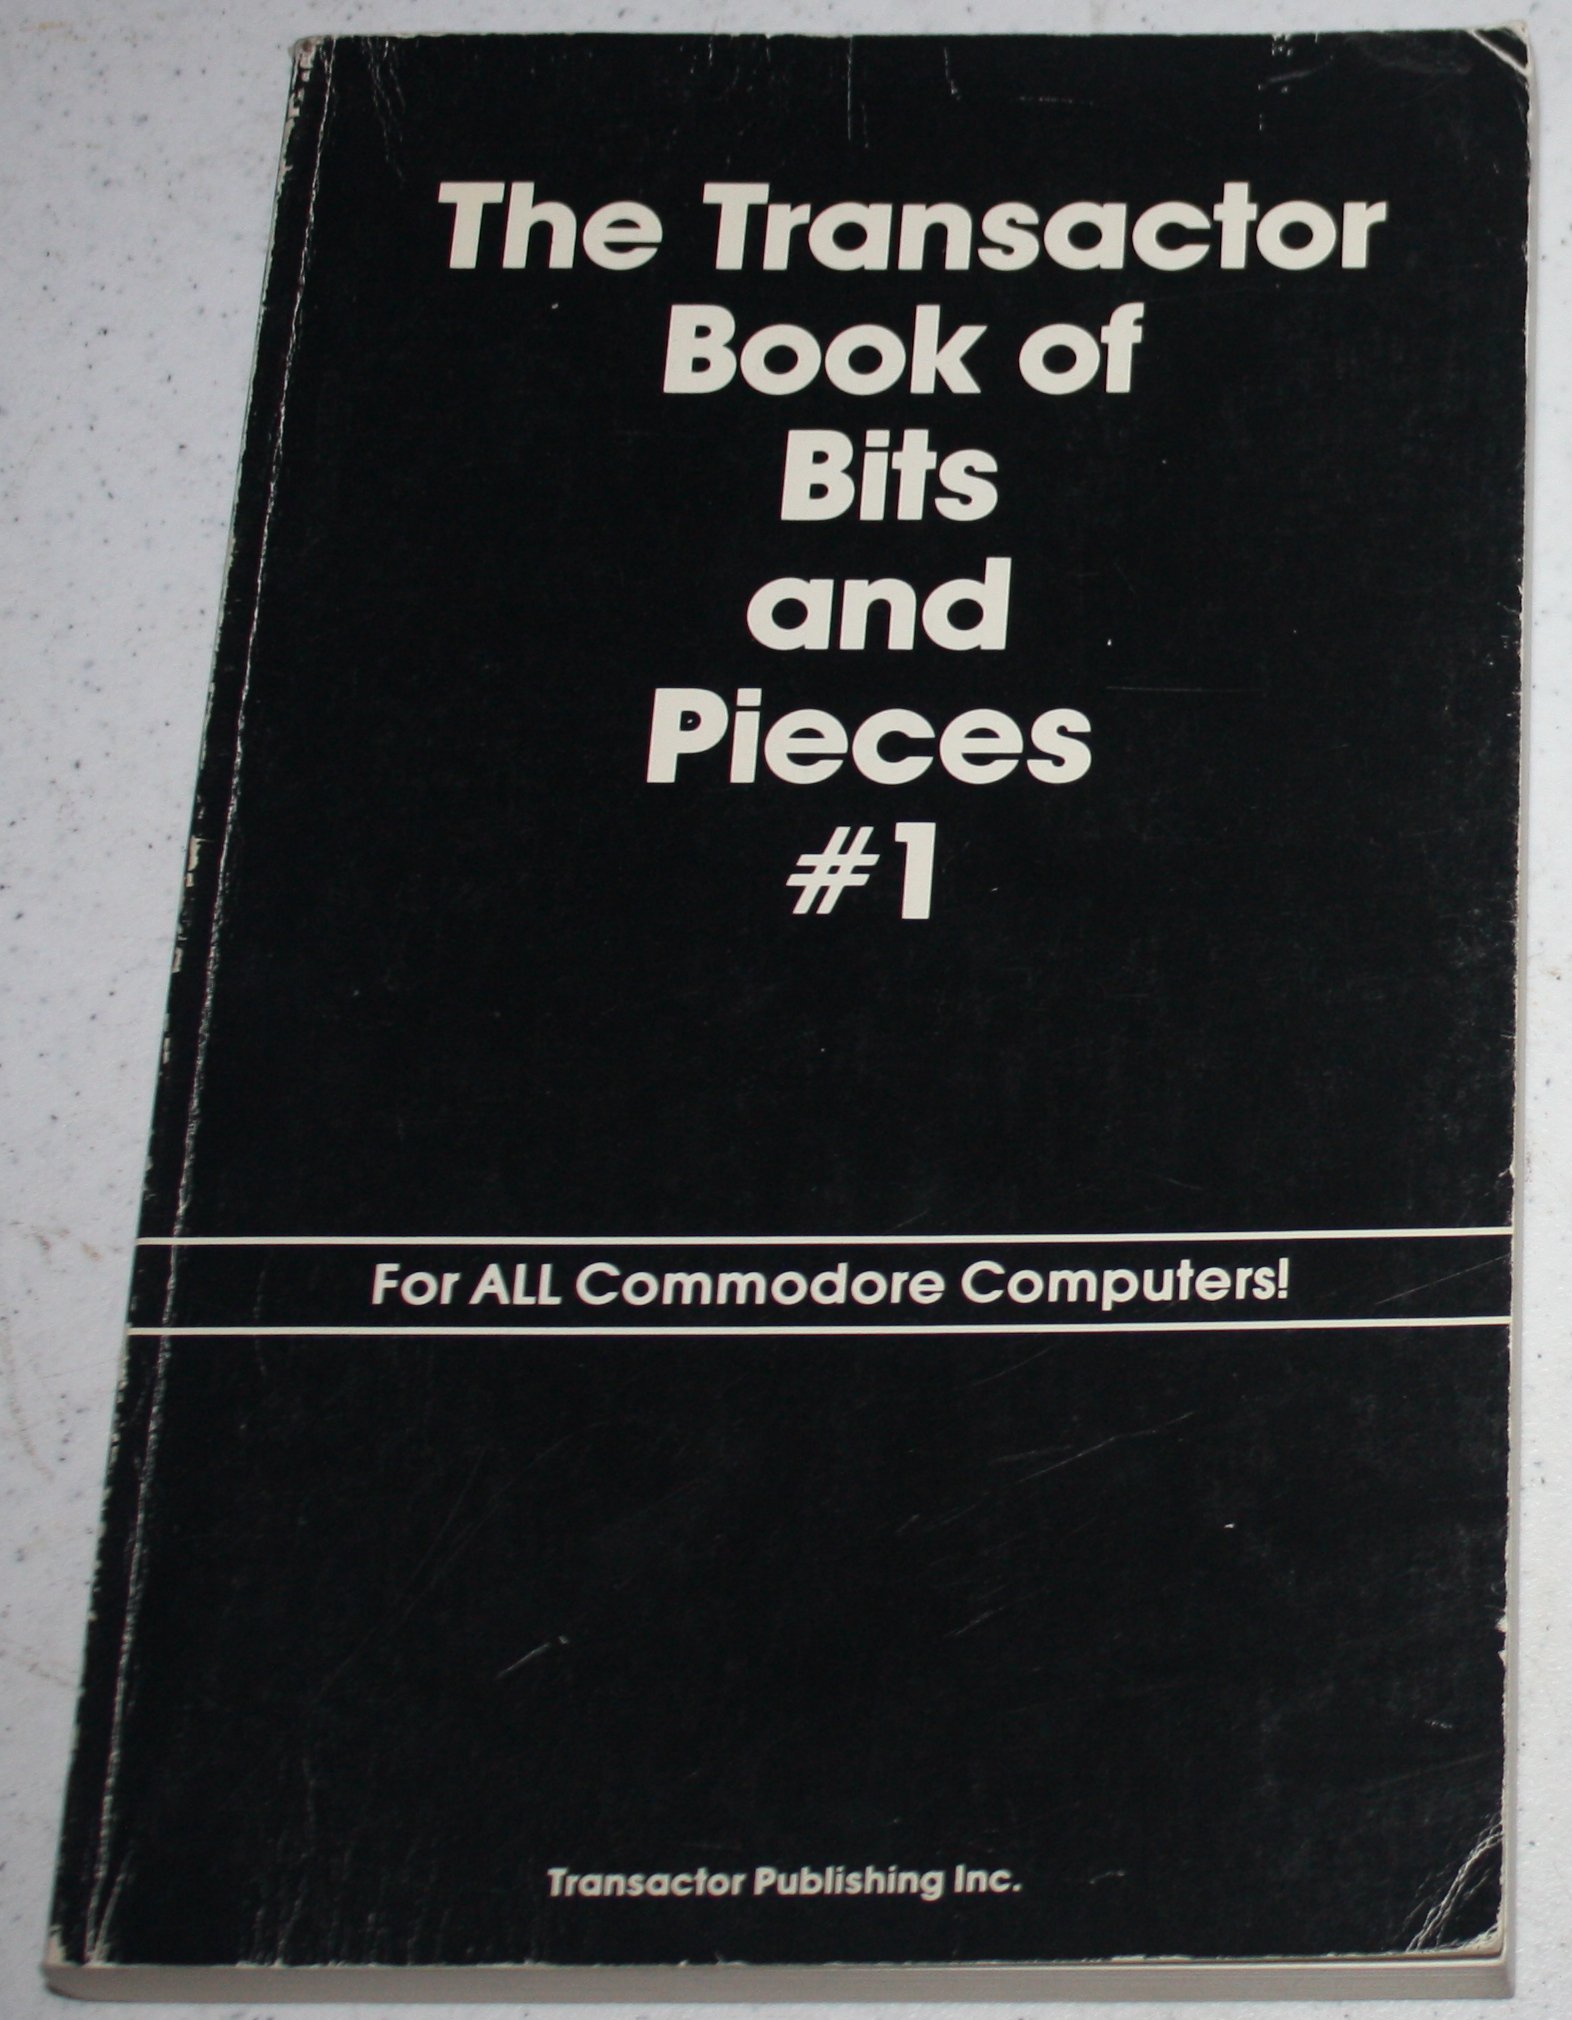 The Transactor
Book of
Bits
and
Pieces
#1
For ALL Commodore Computers!
Transactor Publishing Inc.